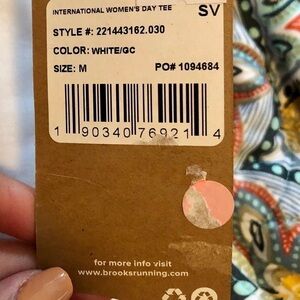 INTERNATIONAL WOMEN'S DAY TEE
SV
STYLE #: 221443162.030
COLOR: WHITE/GC
SIZE: M
PO# 1094684
1 90340 76921 4
for more info visit
www.brooksrunning.com